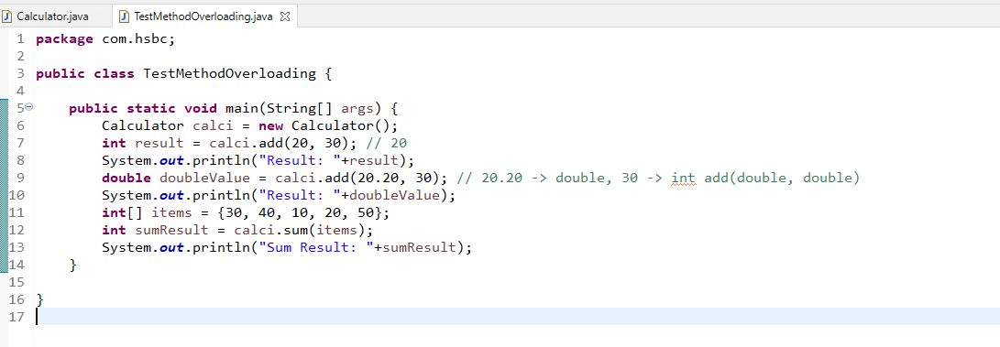 Calculator.java TestMethodOverloading.java
1 package com.hsbc;
2
3 public class TestMethodOverloading {
4
5 public static void main(String[] args) {
6 Calculator calci = new Calculator();
7 int result = calci.add(20, 30); // 20
8 System.out.println("Result: "+result);
9 double doubleValue = calci.add(20.20, 30); // 20.20 -> double, 30 -> int add(double, double)
10 System.out.println("Result: "+doubleValue);
11 int[] items = {30, 40, 10, 20, 50};
12 int sumResult = calci.sum(items);
13 System.out.println("Sum Result: "+sumResult);
14 }
15
16 }
17